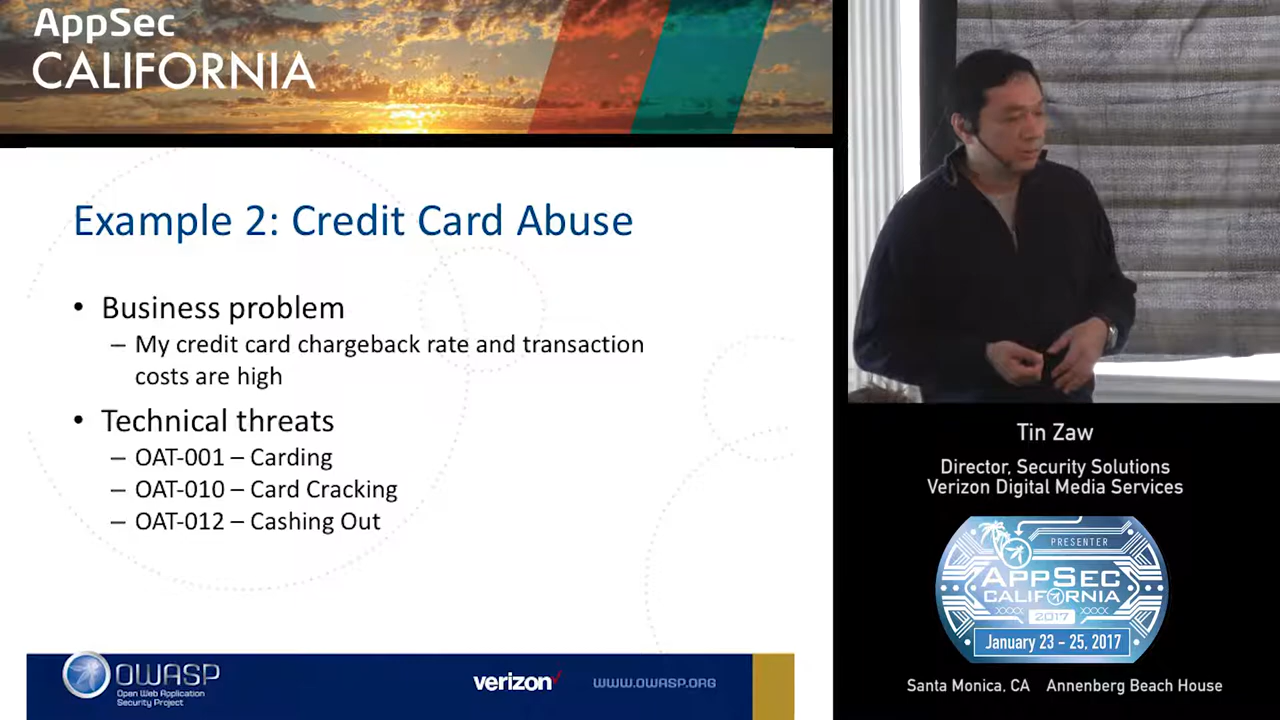 AppSec
CALIFORNIA
Example 2: Credit Card Abuse
• Business problem
– My credit card chargeback rate and transaction
costs are high
• Technical threats
– OAT-001 – Carding
– OAT-010 – Card Cracking
– OAT-012 – Cashing Out
OWASP
Open Web Application
Security Project
verizon
WWW.OWASP.ORG
Tin Zaw
Director, Security Solutions
Verizon Digital Media Services
PRESENTER
APPSEC
CALIFORNIA
2017
January 23 - 25, 2017
Santa Monica, CA Annenberg Beach House